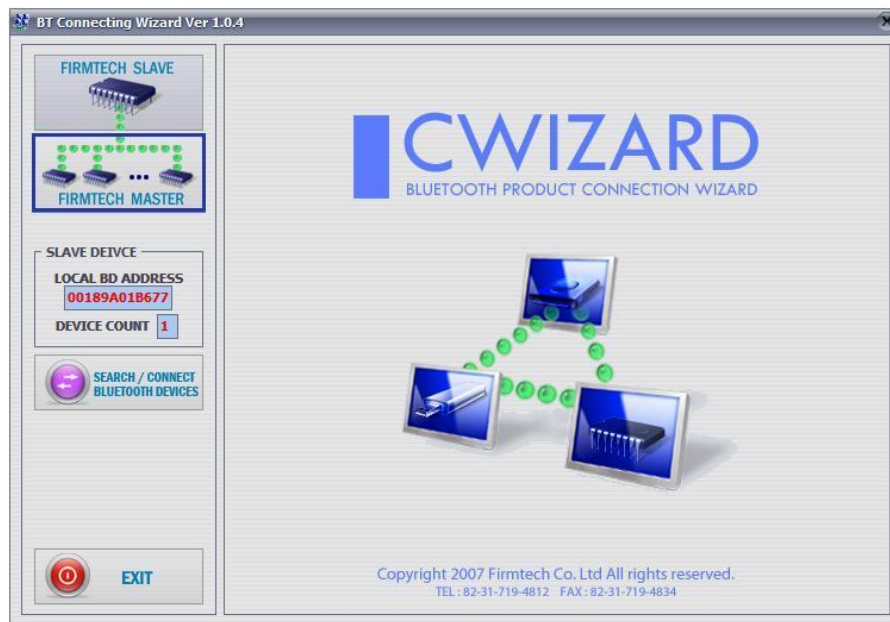 BT Connecting Wizard Ver 1.0.4
FIRMTECH SLAVE
FIRMTECH MASTER
SLAVE DEIVCE
LOCAL BD ADDRESS
00189A01B677
DEVICE COUNT 1
SEARCH / CONNECT
BLUETOOTH DEVICES
EXIT
CWIZARD
BLUETOOTH PRODUCT CONNECTION WIZARD
Copyright 2007 Firmtech Co. Ltd All rights reserved.
TEL : 82-31-719-4812 FAX : 82-31-719-4834